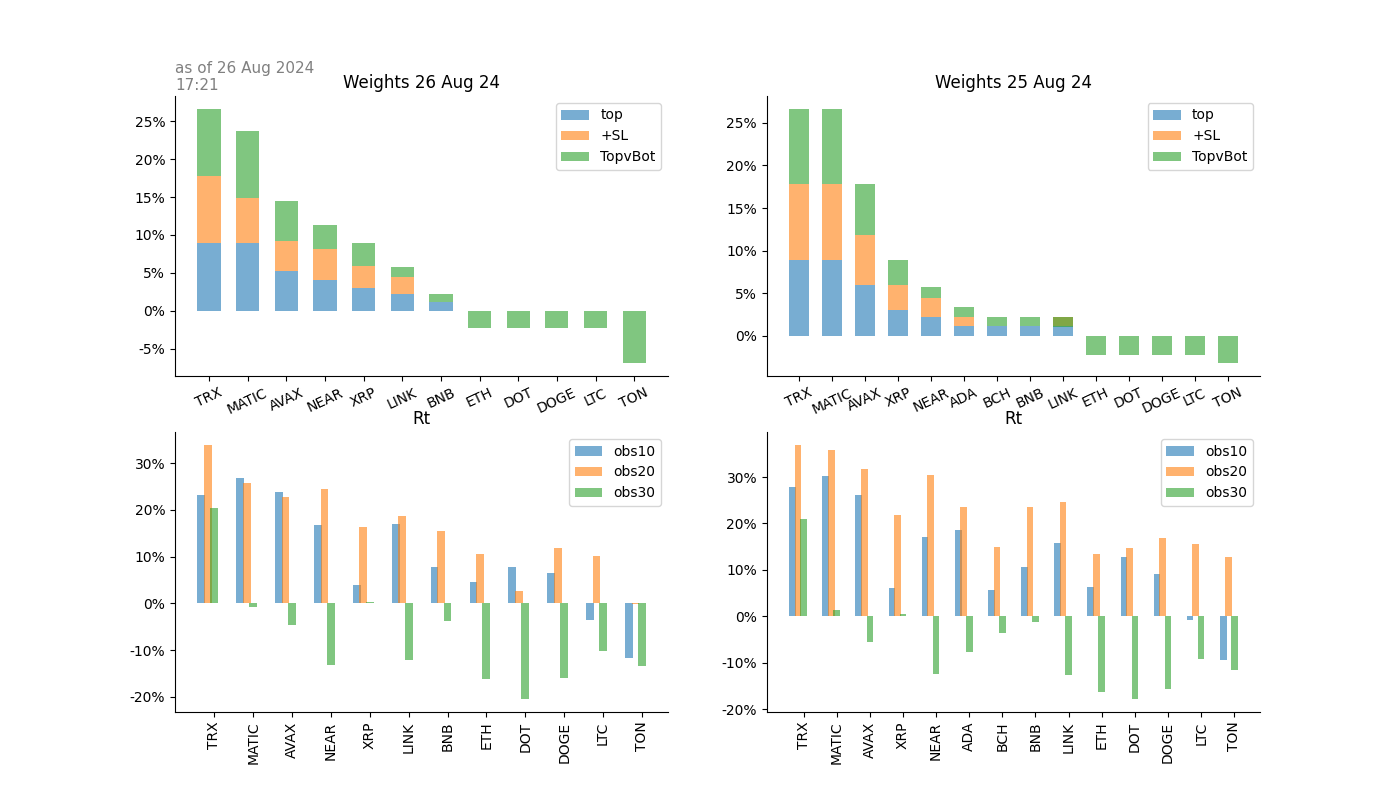 as of 26 Aug 2024
17:21
Weights 26 Aug 24
25%
20%
15%
10%
5%
0%
-5%
top
+SL
TopvBot
TRX MATIC AVAX NEAR XRP LINK BNB ETH DOT DOGE LTC TON
Weights 25 Aug 24
25%
20%
15%
10%
5%
0%
top
+SL
TopvBot
TRX MATIC AVAX XRP NEAR ADA BCH BNB LINK ETH DOT DOGE LTC TON
Rt
30%
20%
10%
0%
-10%
-20%
obs10
obs20
obs30
TRX MATIC AVAX NEAR XRP LINK BNB ETH DOT DOGE LTC TON
Rt
30%
20%
10%
0%
-10%
-20%
obs10
obs20
obs30
TRX MATIC AVAX XRP NEAR ADA BCH BNB LINK ETH DOT DOGE LTC TON